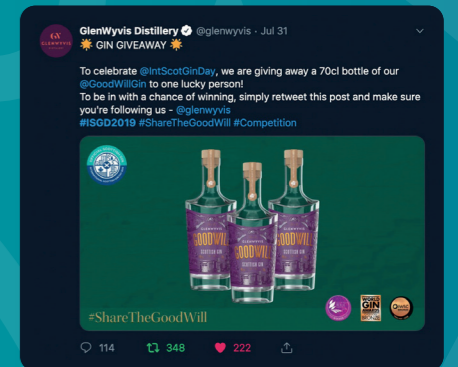 GlenWyvis Distillery @glenwyvis · Jul 31
GIN GIVEAWAY
To celebrate @IntScotGinDay, we are giving away a 70cl bottle of our
@GoodWillGin to one lucky person!
To be in with a chance of winning, simply retweet this post and make sure
you're following us - @glenwyvis
#ISGD2019 #ShareTheGoodWill #Competition
GLENWYVIS
GOODWILL
SCOTTISH GIN
GLENWYVIS
GOODWILL
SCOTTISH GIN
GLENWYVIS
GOODWILL
SCOTTISH GIN
#ShareTheGoodWill
WORLD
GIN
114 348 222